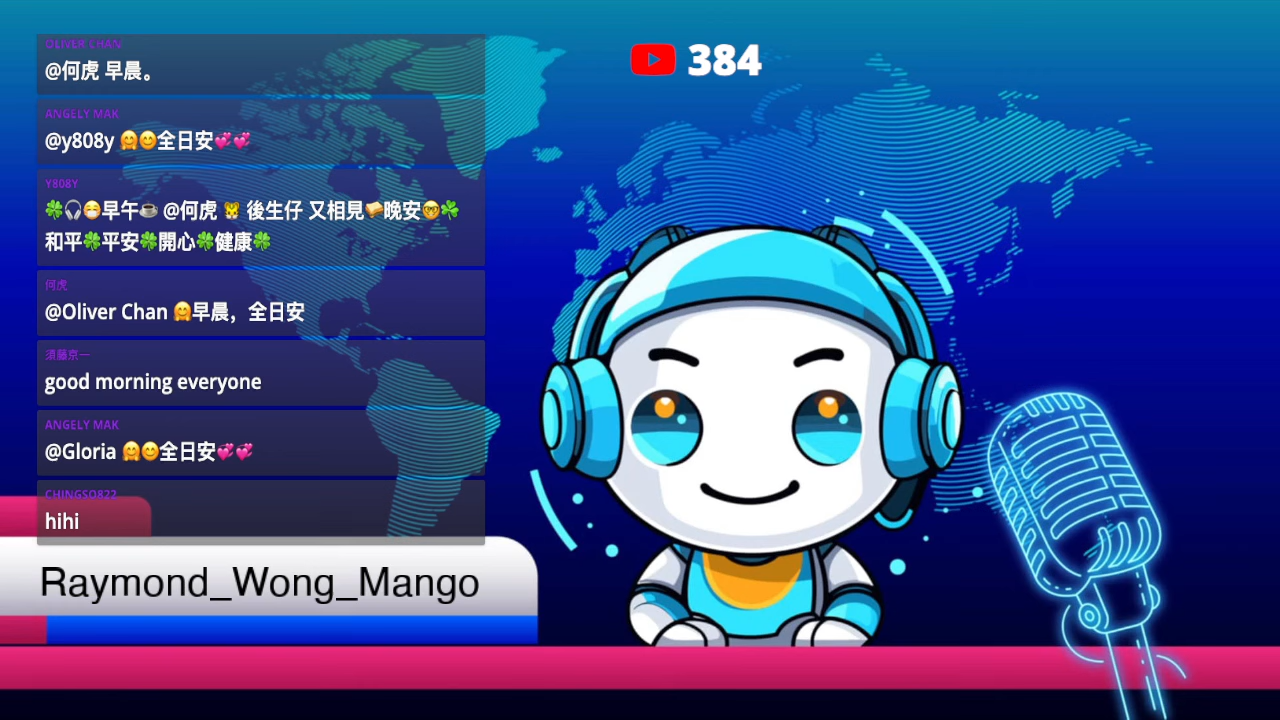 OLIVER CHAN
@何虎 早晨。
ANGELY MAK
@y808y 🤗😊全日安💞💞
Y808Y
🍀🎧😁早午☕ @何虎 🐯 後生仔 又相見🍞晚安🤓🍀
和平🍀平安🍀開心🍀健康🍀
何虎
@Oliver Chan 🤗早晨，全日安
須藤京一
good morning everyone
ANGELY MAK
@Gloria 🤗😊全日安💞💞
CHINGSO822
hihi
Raymond_Wong_Mango
384